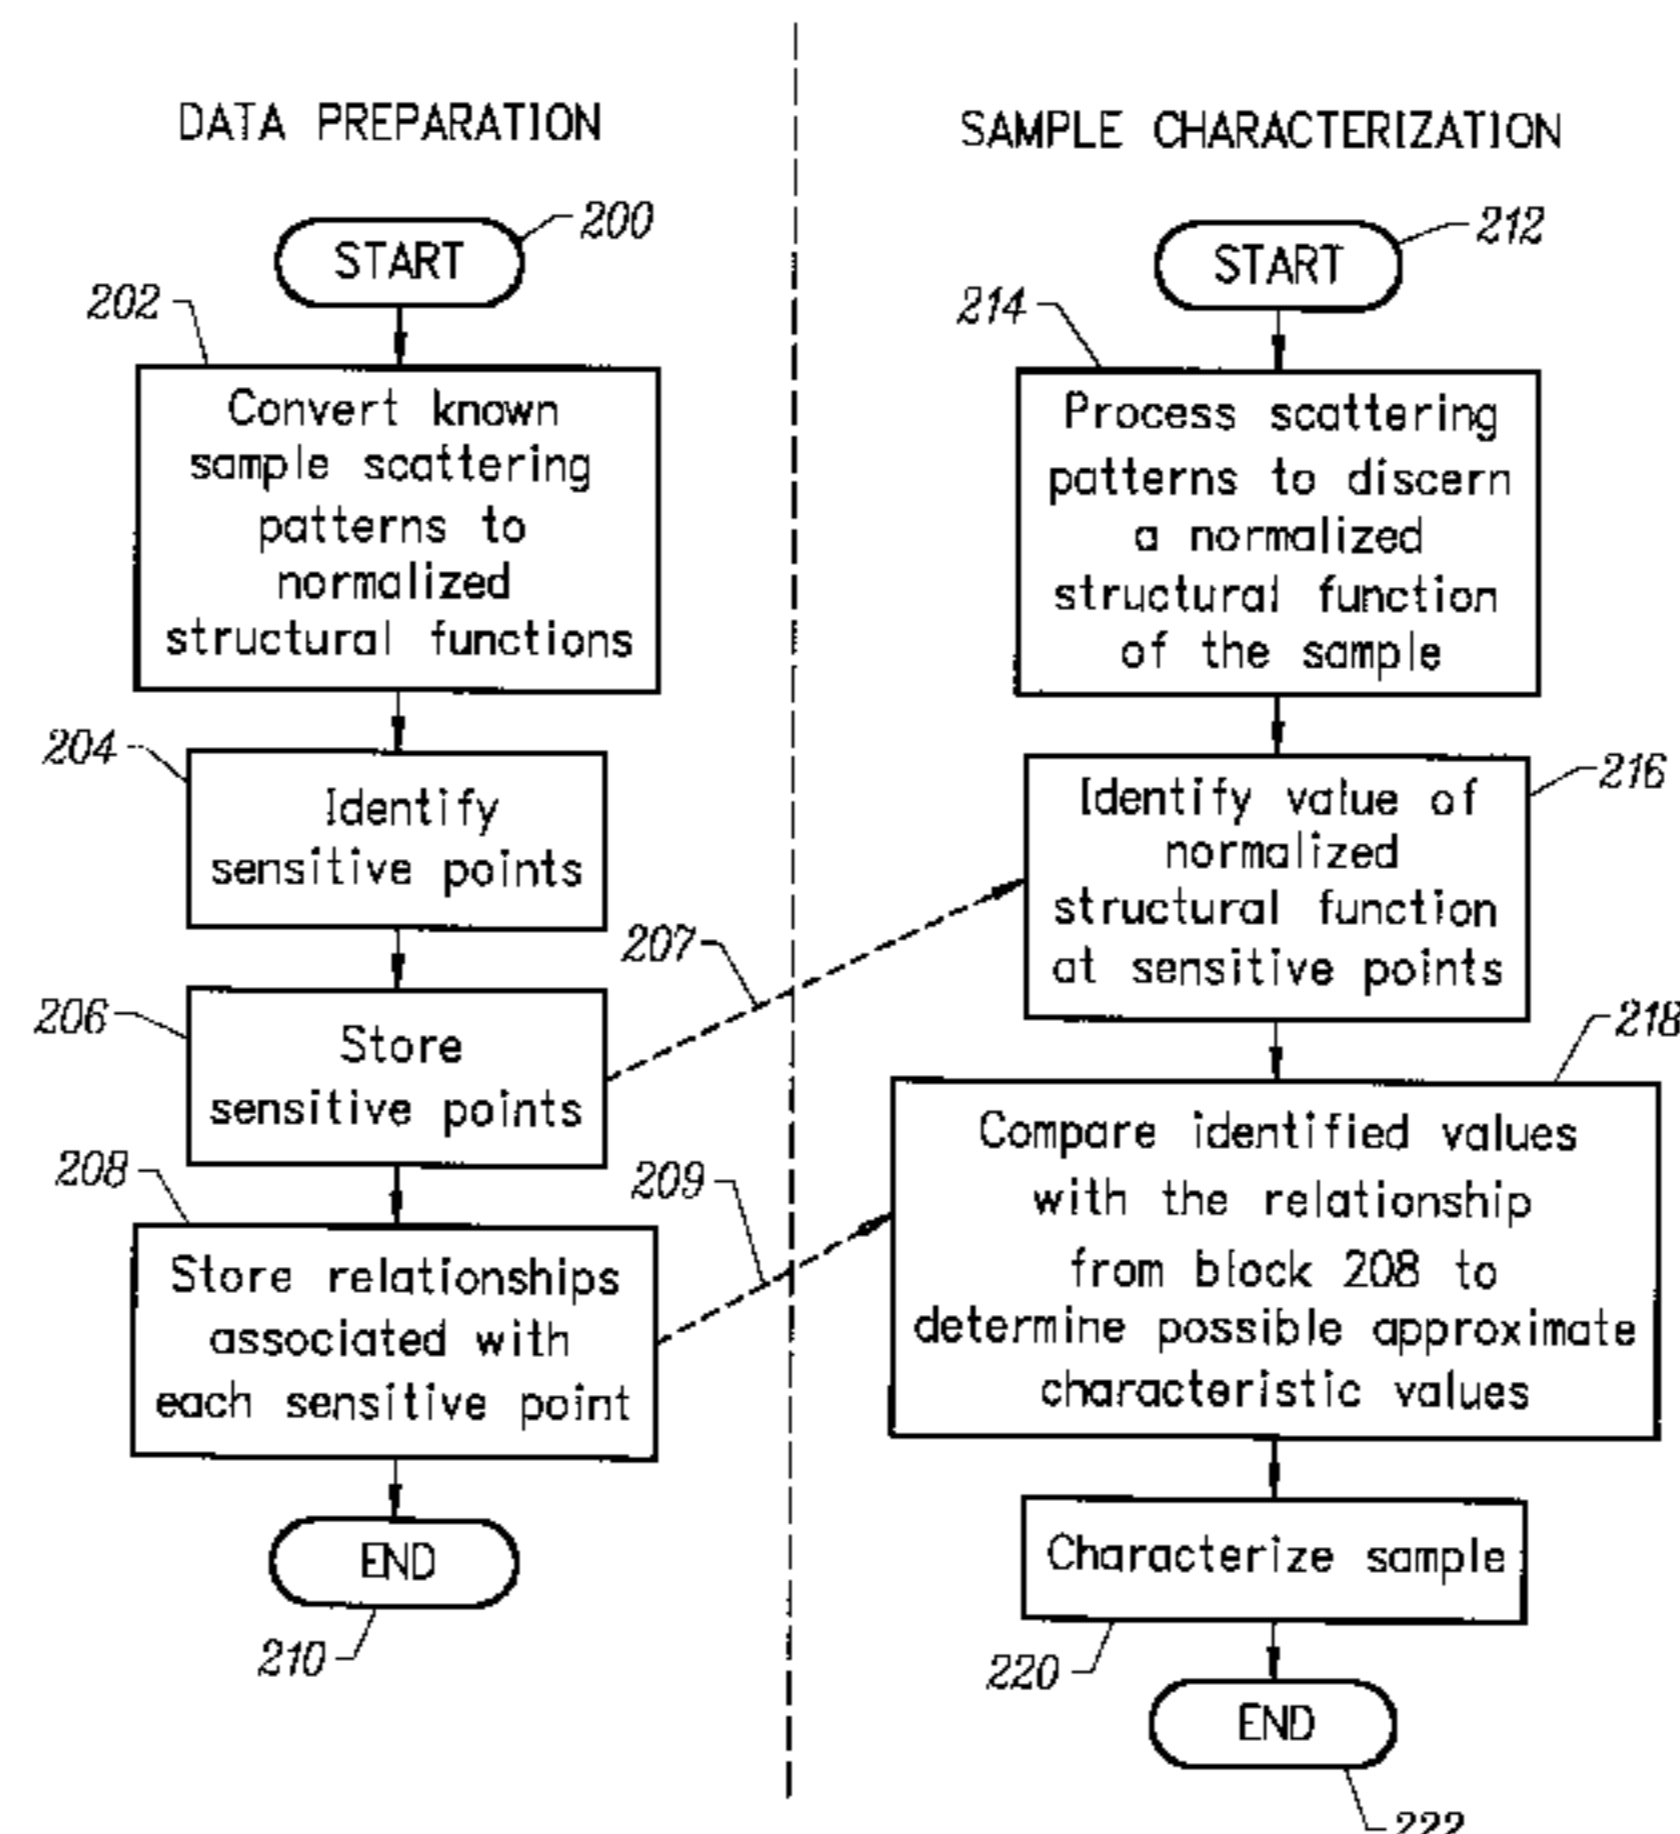 DATA PREPARATION
START
200
202
Convert known
sample scattering
patterns to
normalized
structural functions
204
Identify
sensitive points
206
Store
sensitive points
207
208
Store relationships
associated with
each sensitive point
209
END
210
SAMPLE CHARACTERIZATION
START
212
214
Process scattering
patterns to discern
a normalized
structural function
of the sample
216
Identify value of
normalized
structural function
at sensitive points
218
Compare identified values
with the relationship
from block 208 to
determine possible approximate
characteristic values
Characterize sample
220
END
222